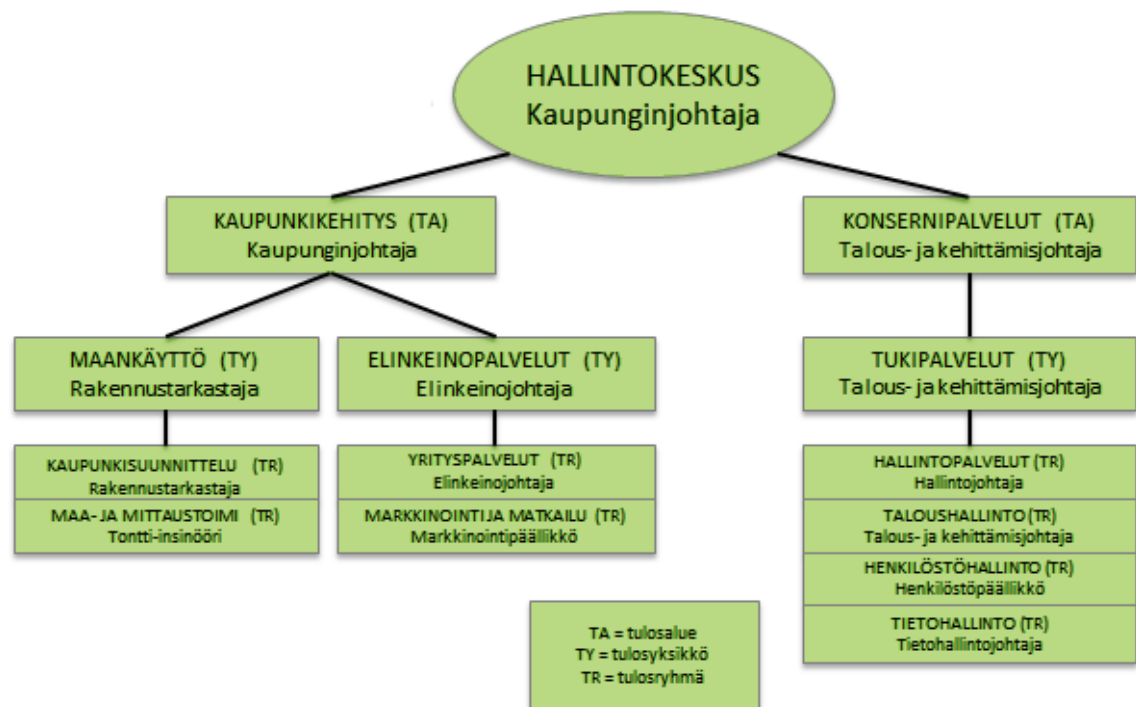 HALLINTOKESKUS
Kaupunginjohtaja
KAUPUNKIKEHITYS (TA)
Kaupunginjohtaja
KONSERNIPALVELUT (TA)
Talous- ja kehittämisjohtaja
MAANKÄYTTÖ (TY)
Rakennustarkastaja
ELINKEINOPALVELUT (TY)
Elinkeinojohtaja
TUKIPALVELUT (TY)
Talous- ja kehittämisjohtaja
KAUPUNKISUUNNITTELU (TR)
Rakennustarkastaja
MAA- JA MITTAUSTOIMI (TR)
Tontti-insinööri
YRITYSPALVELUT (TR)
Elinkeinojohtaja
MARKKINOINTI JA MATKAILU (TR)
Markkinointipäällikkö
HALLINTOPALVELUT (TR)
Hallintojohtaja
TALOUSHALLINTO (TR)
Talous- ja kehittämisjohtaja
HENKILÖSTÖHALLINTO (TR)
Henkilöstöpäällikkö
TIETOHALLINTO (TR)
Tietohallintojohtaja
TA = tulosalue
TY = tulosyksikkö
TR = tulosryhmä